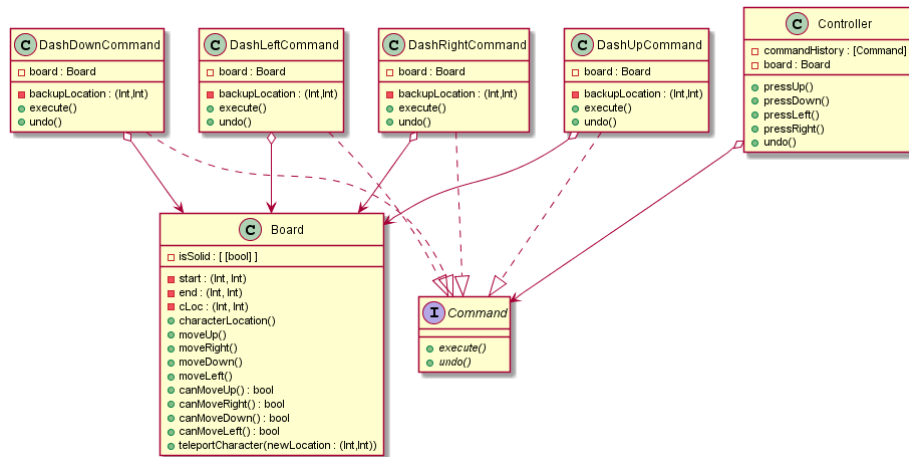 C DashDownCommand
board : Board
backupLocation : (Int,Int)
execute()
undo()
C DashLeftCommand
board : Board
backupLocation : (Int,Int)
execute()
undo()
C DashRightCommand
board : Board
backupLocation : (Int,Int)
execute()
undo()
C DashUpCommand
board : Board
backupLocation : (Int,Int)
execute()
undo()
C Controller
commandHistory : [Command]
board : Board
pressUp()
pressDown()
pressLeft()
pressRight()
undo()
C Board
isSolid : [ [bool] ]
start : (Int, Int)
end : (Int, Int)
cLoc : (Int, Int)
characterLocation()
moveUp()
moveRight()
moveDown()
moveLeft()
canMoveUp() : bool
canMoveRight() : bool
canMoveDown() : bool
canMoveLeft() : bool
teleportCharacter(newLocation : (Int,Int))
I Command
execute()
undo()